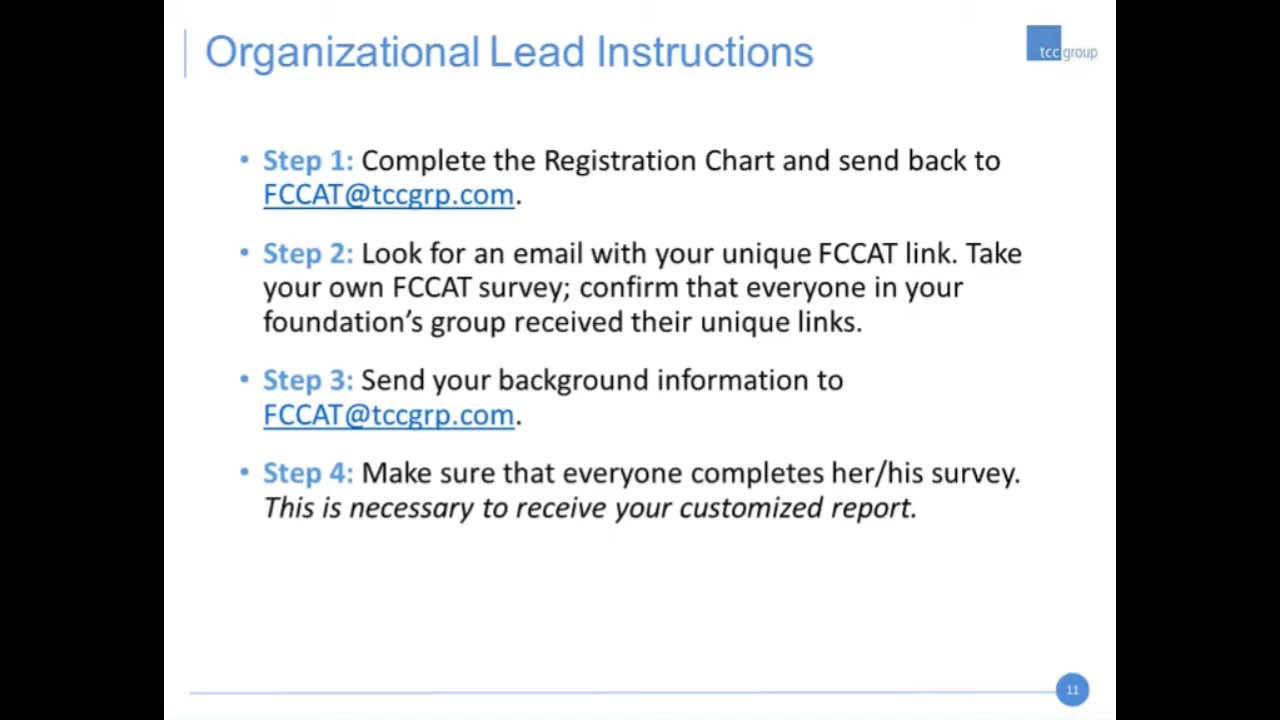 Organizational Lead Instructions
tcc group
• Step 1: Complete the Registration Chart and send back to
FCCAT@tccgrp.com.
• Step 2: Look for an email with your unique FCCAT link. Take
your own FCCAT survey; confirm that everyone in your
foundation’s group received their unique links.
• Step 3: Send your background information to
FCCAT@tccgrp.com.
• Step 4: Make sure that everyone completes her/his survey.
This is necessary to receive your customized report.
11